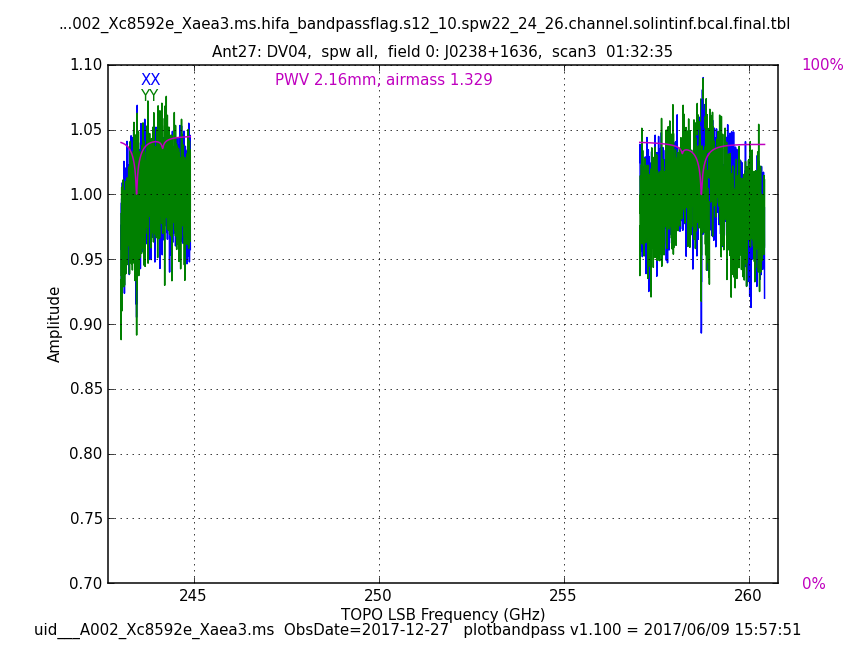 ...002_Xc8592e_Xaea3.ms.hifa_bandpassflag.s12_10.spw22_24_26.channel.solintinf.bcal.final.tbl
Ant27: DV04, spw all, field 0: J0238+1636, scan3 01:32:35
1.10
1.05
1.00
0.95
0.90
0.85
0.80
0.75
0.70
Amplitude
XX
YY
PWV 2.16mm, airmass 1.329
100%
0%
245
250
255
260
TOPO LSB Frequency (GHz)
uid___A002_Xc8592e_Xaea3.ms ObsDate=2017-12-27 plotbandpass v1.100 = 2017/06/09 15:57:51